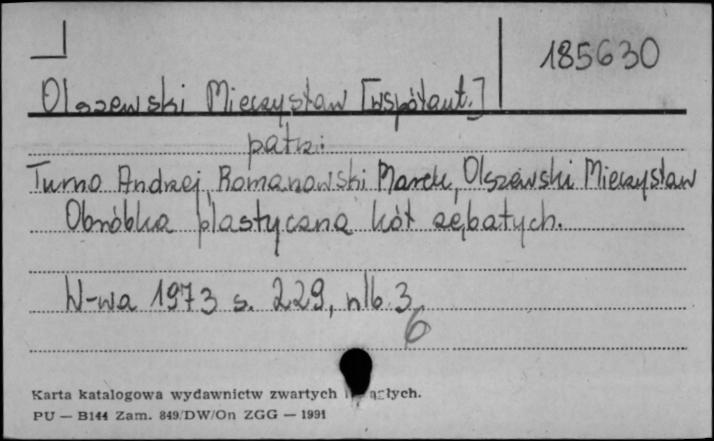 185630
Olszewski Mieczysław [współaut.]
patrz:
Turno Andrzej, Romanowski Marek, Olszewski Mieczysław
Obróbka plastyczna kół zębatych.
W-wa 1973 s. 229, nlb. 3
6
Karta katalogowa wydawnictw zwartych
PU — B144 Zam. 849/DW/On ZGG — 1991